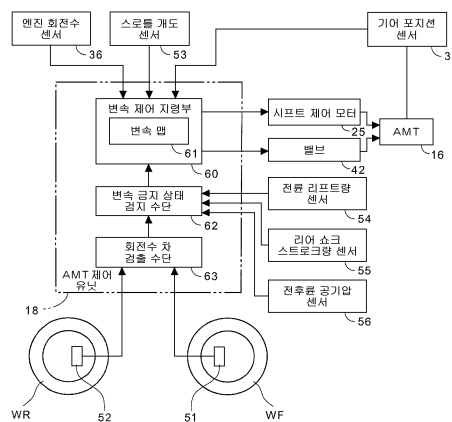 엔진 회전수
센서
36
스로틀 개도
센서
53
기어 포지션
센서
3
변속 제어 지령부
변속 맵
61
60
시프트 제어 모터
25
밸브
42
AMT
16
변속 금지 상태
검지 수단
62
전륜 리프트량
센서
54
회전수 차
검출 수단
63
리어 쇼크
스트로크량 센서
55
AMT 제어
유닛
18
전후륜 공기압
센서
56
WR
52
51
WF